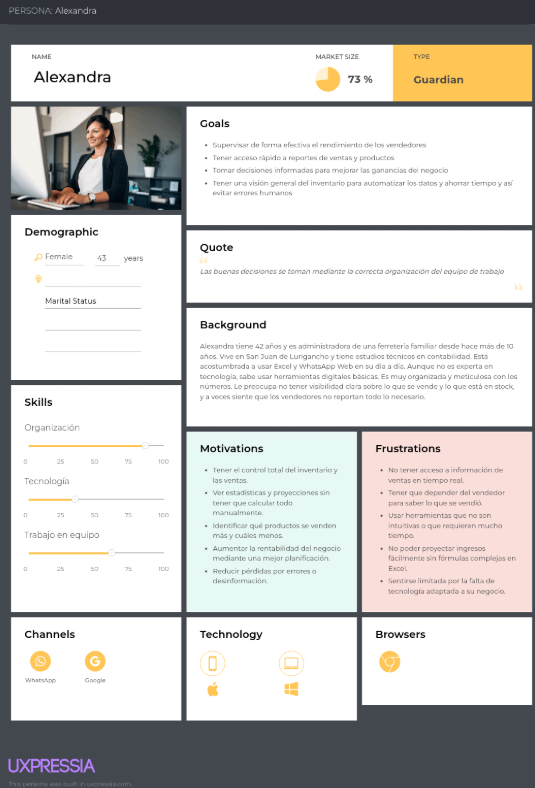 PERSONA: Alexandra
NAME
Alexandra
MARKET SIZE
73 %
TYPE
Guardian
Goals
Supervisar de forma efectiva el rendimiento de los vendedores
Tener acceso rápido a reportes de ventas y productos
Tomar decisiones informadas para mejorar las ganancias del negocio
Tener una visión general del inventario para automatizar los datos y ahorrar tiempo y así
evitar errores humanos
Demographic
Female
43 years
Marital Status
Quote
Las buenas decisiones se toman mediante la correcta organización del equipo de trabajo
Background
Alexandra tiene 42 años y es administradora de una ferretería familiar desde hace más de 10
años. Vive en San Juan de Lurigancho y tiene estudios técnicos en contabilidad. Está
acostumbrada a usar Excel y WhatsApp Web en su día a día. Aunque no es experta en
tecnología, sabe usar herramientas digitales básicas. Es muy organizada y meticulosa con los
números. Le preocupa no tener visibilidad clara sobre lo que se vende y lo que está en stock,
y a veces siente que los vendedores no reportan todo lo necesario.
Skills
Organización
0 25 50 75 100
Tecnología
0 25 50 75 100
Trabajo en equipo
0 25 50 75 100
Motivations
Tener el control total del inventario y
las ventas.
Ver estadísticas y proyecciones sin
tener que calcular todo
manualmente.
Identificar qué productos se venden
más y cuáles menos.
Aumentar la rentabilidad del negocio
mediante una mejor planificación.
Reducir pérdidas por errores o
desinformación.
Frustrations
No tener acceso a información de
ventas en tiempo real.
Tener que depender del vendedor
para saber lo que se vendió.
Usar herramientas que no son
intuitivas o que requieren mucho
tiempo.
No poder proyectar ingresos
fácilmente sin fórmulas complejas en
Excel.
Sentirse limitada por la falta de
tecnología adaptada a su negocio.
Channels
WhatsApp
Google
Technology
Browsers
UXPRESSIA
This persona was built in uxpressia.com